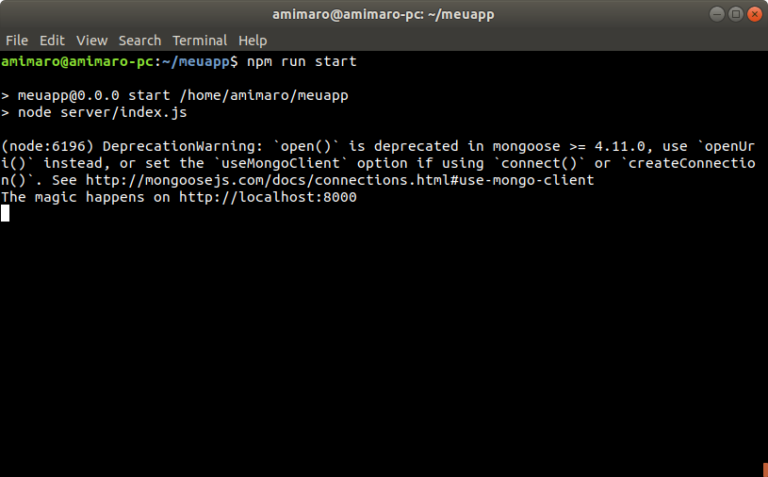 amimaro@amimaro-pc: ~/meuapp
File Edit View Search Terminal Help
amimaro@amimaro-pc:~/meuapp$ npm run start
> meuapp@0.0.0 start /home/amimaro/meuapp
> node server/index.js
(node:6196) DeprecationWarning: `open()` is deprecated in mongoose >= 4.11.0, use `openUr
i()` instead, or set the `useMongoClient` option if using `connect()` or `createConnectio
n()`. See http://mongoosejs.com/docs/connections.html#use-mongo-client
The magic happens on http://localhost:8000